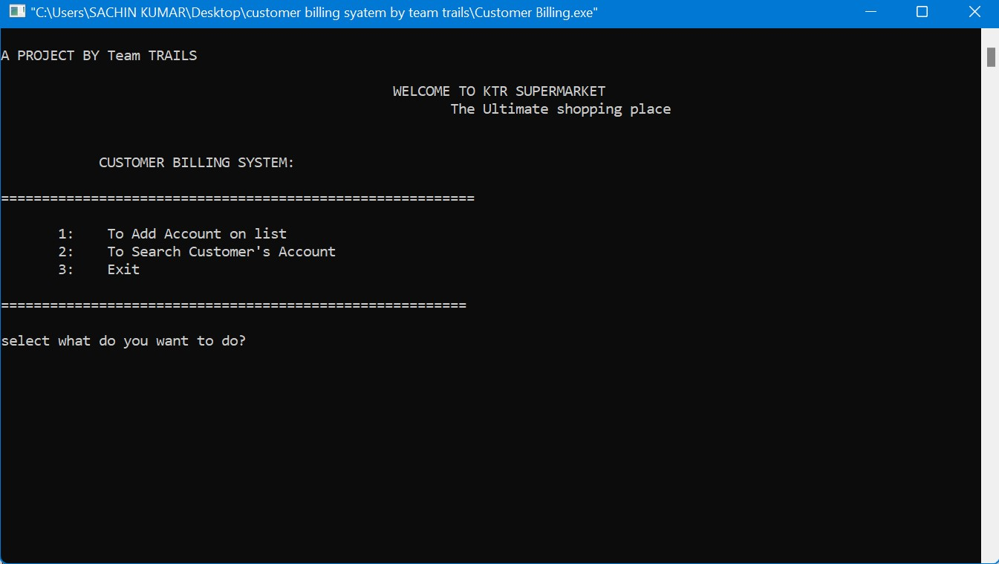 "C:\Users\SACHIN KUMAR\Desktop\customer billing syatem by team trails\Customer Billing.exe"
A PROJECT BY Team TRAILS
WELCOME TO KTR SUPERMARKET
The Ultimate shopping place
CUSTOMER BILLING SYSTEM:
==========================================================
1: To Add Account on list
2: To Search Customer's Account
3: Exit
=========================================================
select what do you want to do?